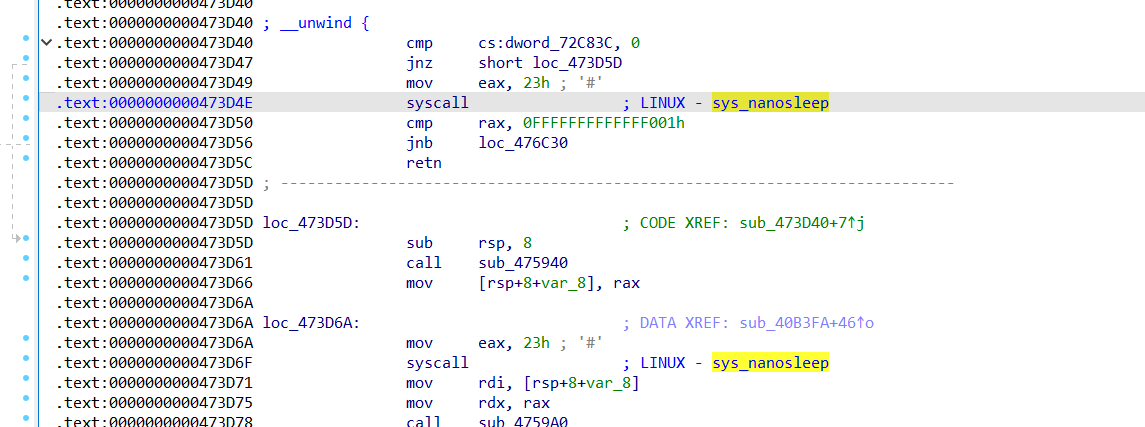 .text:0000000000473D40
.text:0000000000473D40 ; __unwind {
.text:0000000000473D40 cmp cs:dword_72C83C, 0
.text:0000000000473D47 jnz short loc_473D5D
.text:0000000000473D49 mov eax, 23h ; '#'
.text:0000000000473D4E syscall ; LINUX - sys_nanosleep
.text:0000000000473D50 cmp rax, 0FFFFFFFFFFFFF001h
.text:0000000000473D56 jnb loc_476C30
.text:0000000000473D5C retn
.text:0000000000473D5D ; ---------------------------------------------------------------------------
.text:0000000000473D5D
.text:0000000000473D5D loc_473D5D: ; CODE XREF: sub_473D40+7↑j
.text:0000000000473D5D sub rsp, 8
.text:0000000000473D61 call sub_475940
.text:0000000000473D66 mov [rsp+8+var_8], rax
.text:0000000000473D6A
.text:0000000000473D6A loc_473D6A: ; DATA XREF: sub_40B3FA+46↑o
.text:0000000000473D6A mov eax, 23h ; '#'
.text:0000000000473D6F syscall ; LINUX - sys_nanosleep
.text:0000000000473D71 mov rdi, [rsp+8+var_8]
.text:0000000000473D75 mov rdx, rax
.text:0000000000473D78 call sub_4759A0